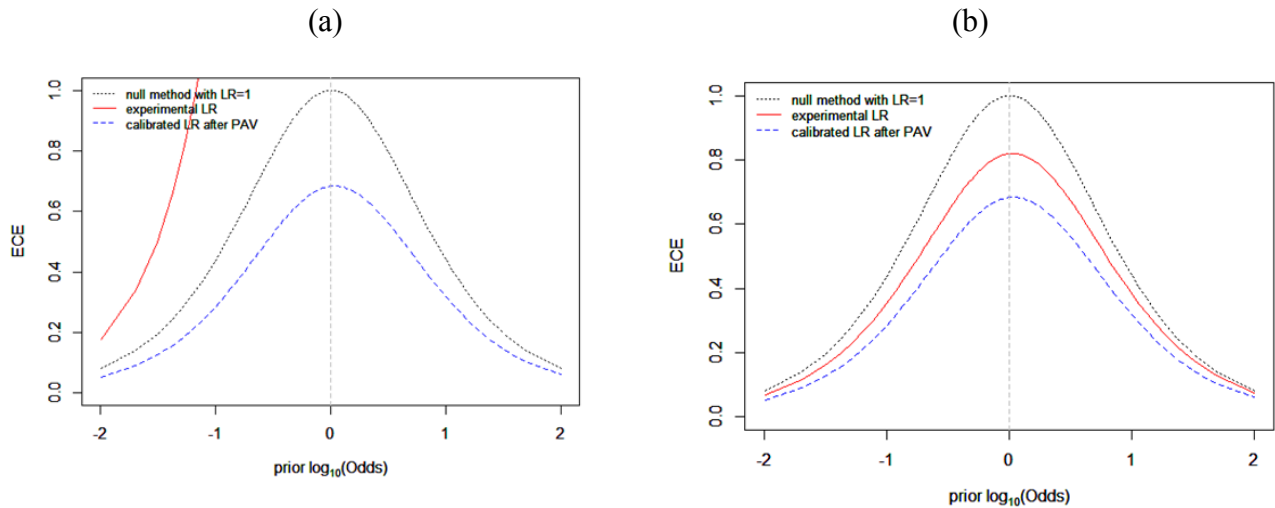 (a)
null method with LR=1
experimental LR
calibrated LR after PAV
ECE
1.0
0.8
0.6
0.4
0.2
0.0
-2 -1 0 1 2
prior log₁₀(Odds)
(b)
null method with LR=1
experimental LR
calibrated LR after PAV
ECE
1.0
0.8
0.6
0.4
0.2
0.0
-2 -1 0 1 2
prior log₁₀(Odds)